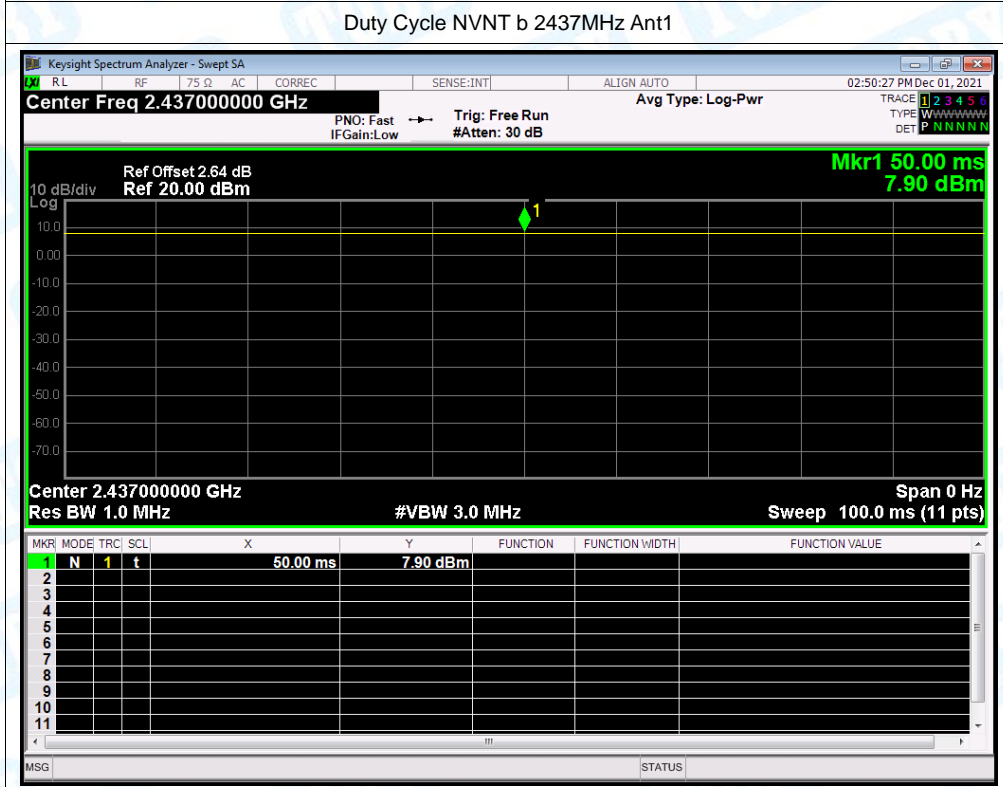 Duty Cycle NVNT b 2437MHz Ant1
Keysight Spectrum Analyzer - Swept SA
LXI RL RF 75 Ω AC CORREC SENSE:INT ALIGN AUTO 02:50:27 PM Dec 01, 2021
Center Freq 2.437000000 GHz Avg Type: Log-Pwr TRACE 1 2 3 4 5 6
PNO: Fast Trig: Free Run TYPE WWWWWW
IFGain:Low #Atten: 30 dB DET P N N N N N
Mkr1 50.00 ms
Ref Offset 2.64 dB
10 dB/div Ref 20.00 dBm 7.90 dBm
Log
1
10.0
0.00
-10.0
-20.0
-30.0
-40.0
-50.0
-60.0
-70.0
Center 2.437000000 GHz Span 0 Hz
Res BW 1.0 MHz #VBW 3.0 MHz Sweep 100.0 ms (11 pts)
MKR MODE TRC SCL X Y FUNCTION FUNCTION WIDTH FUNCTION VALUE
1 N 1 t 50.00 ms 7.90 dBm
2
3
4
5
6
7
8
9
10
11
MSG STATUS